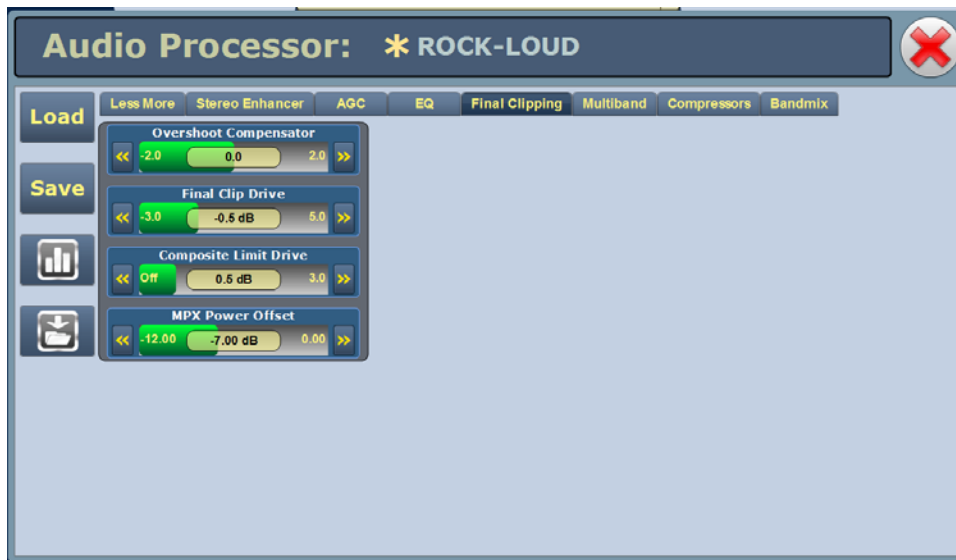 Audio Processor: * ROCK-LOUD
Load
Save
Less More Stereo Enhancer AGC EQ Final Clipping Multiband Compressors Bandmix
Overshoot Compensator
« -2.0 0.0 2.0 »
Final Clip Drive
« -3.0 -0.5 dB 5.0 »
Composite Limit Drive
« Off 0.5 dB 3.0 »
MPX Power Offset
« -12.00 -7.00 dB 0.00 »